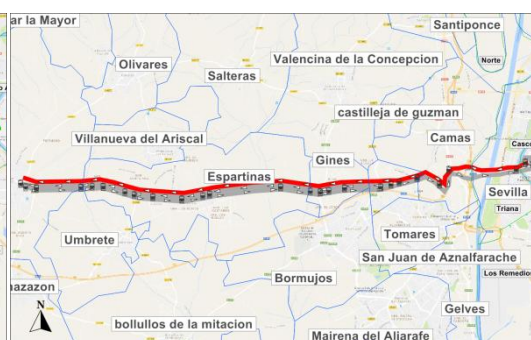 ar la Mayor
Santiponce
Olivares
Valencina de la Concepcion
Salteras
Norte
castilleja de guzman
Villanueva del Ariscal
Camas
Gines
Casco
Espartinas
Sevilla
Triana
Umbrete
Tomares
San Juan de Aznalfarache
Bormujos
Los Remedios
nazazon
N
Gelves
bollullos de la mitacion
Mairena del Aljarafe